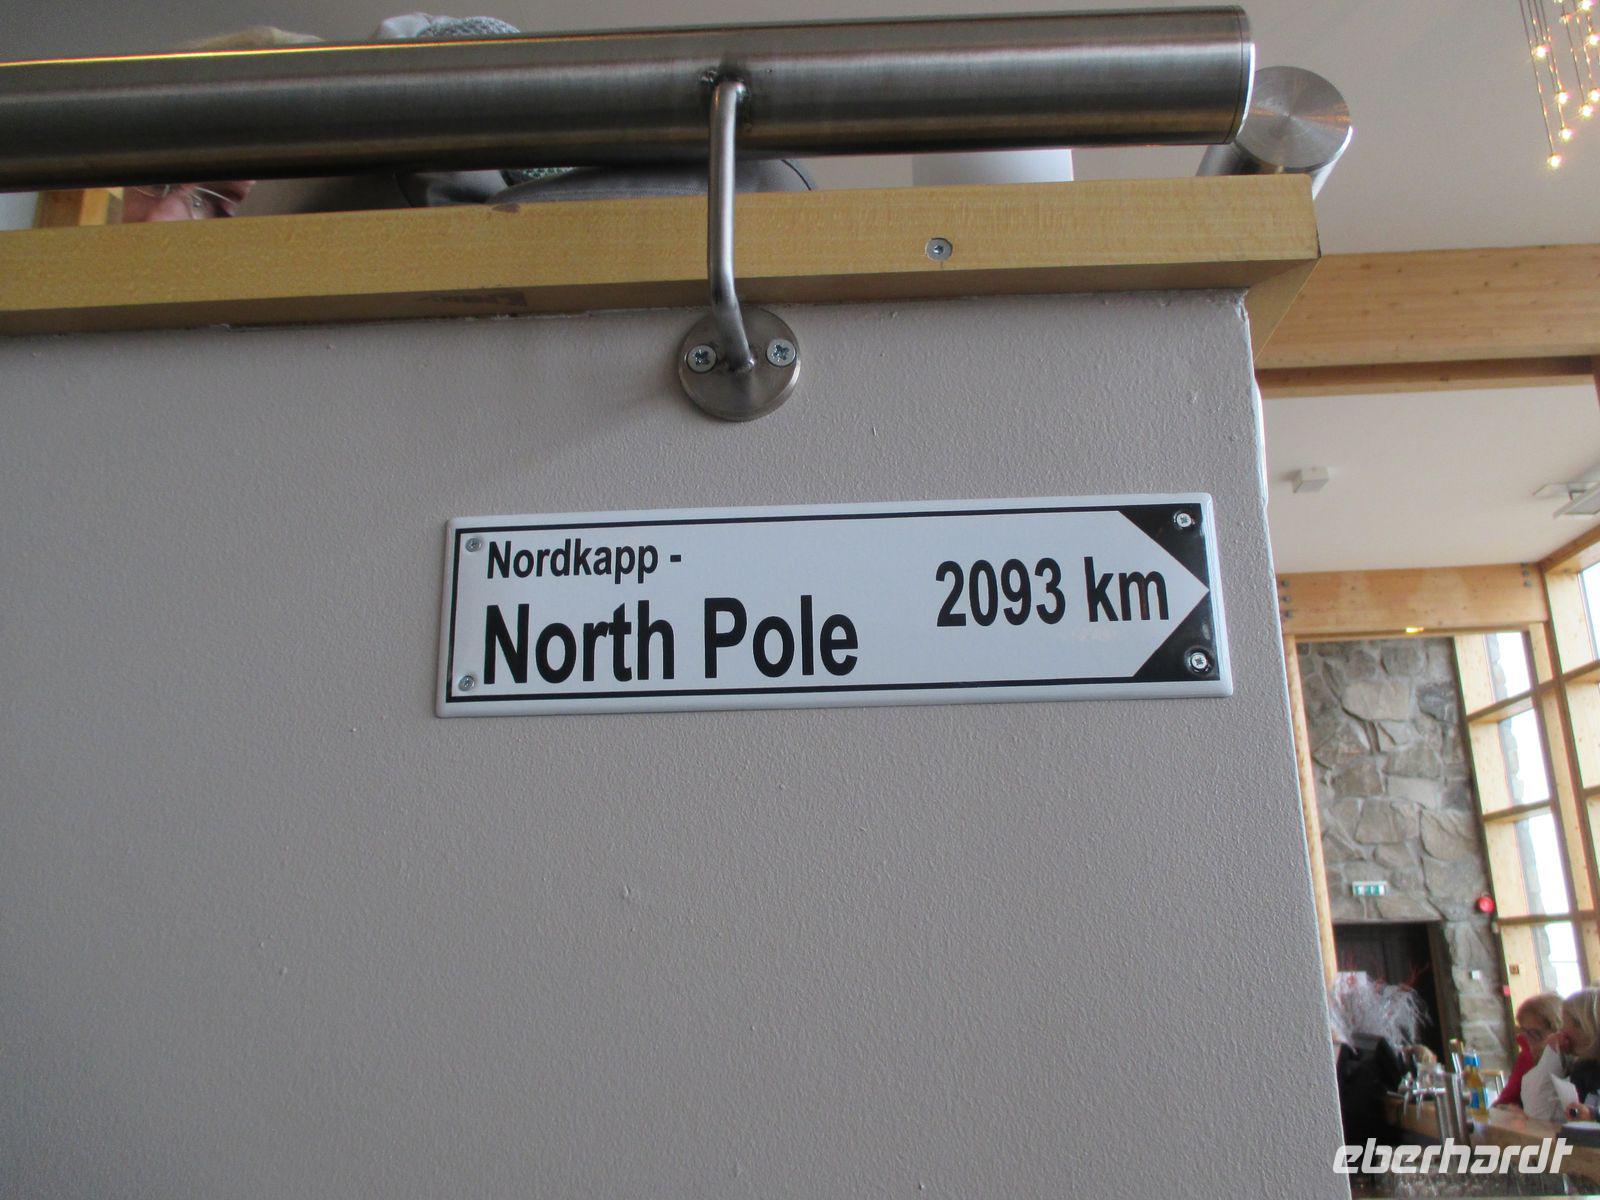 Nordkapp -
North Pole 2093 km
eberhardt